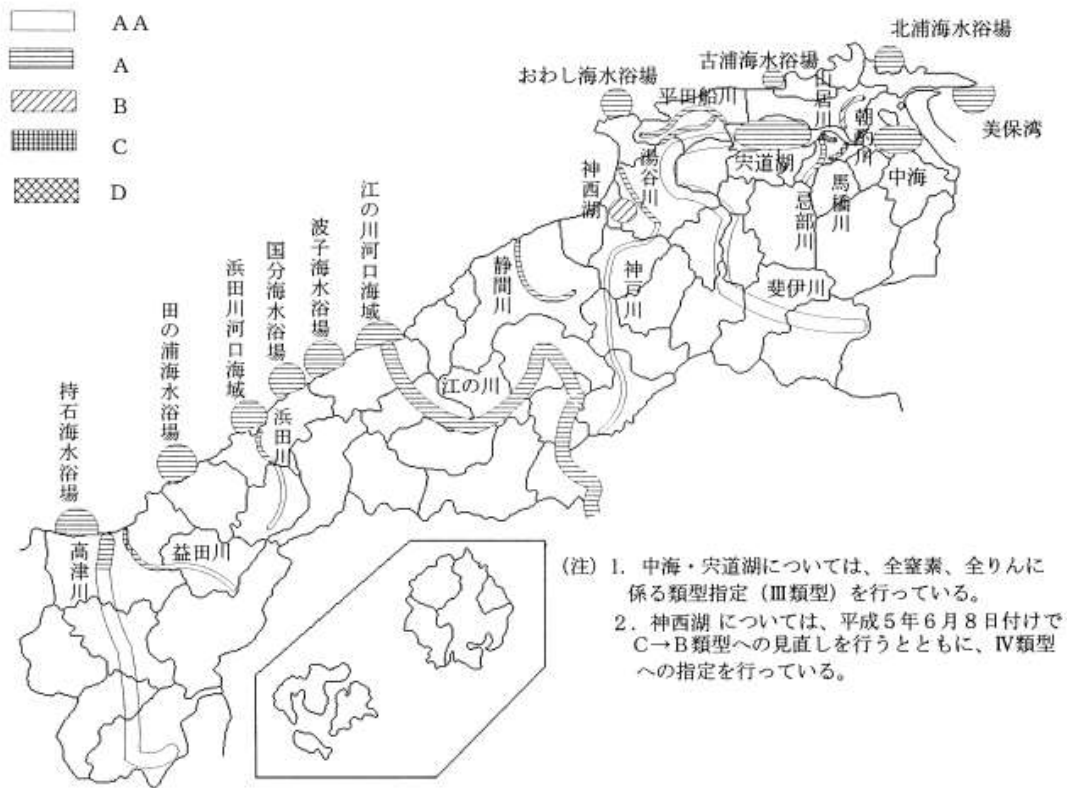 AA
A
B
C
D
北浦海水浴場
古浦海水浴場
おわし海水浴場
平田船川
山居川
朝酌川
美保湾
湯谷川
宍道湖
中海
神西湖
馬橋川
忌部川
江の川河口海域
波子海水浴場
国分海水浴場
浜田川河口海域
田の浦海水浴場
持石海水浴場
静間川
神戸川
斐伊川
江の川
浜田川
益田川
高津川
(注) 1. 中海・宍道湖については、全窒素、全りんに
係る類型指定(Ⅲ類型)を行っている。
2. 神西湖 については、平成5年6月8日付けで
C→B類型への見直しを行うとともに、Ⅳ類型
への指定を行っている。